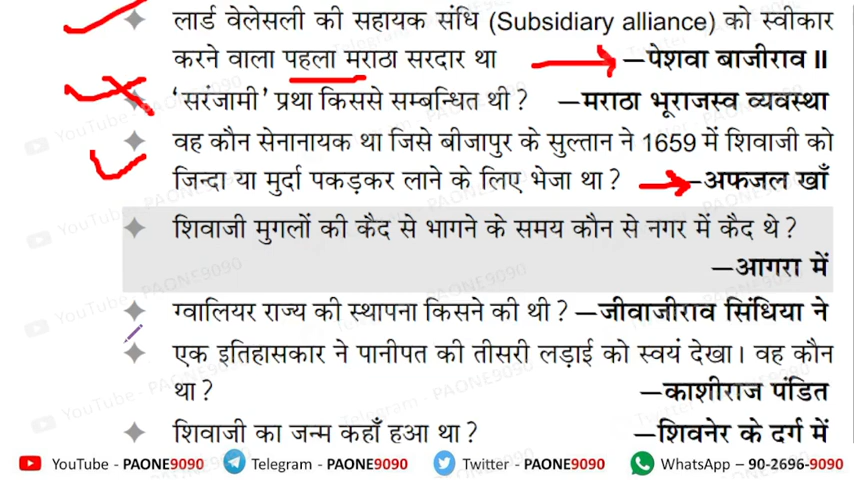 लार्ड वेलेसली की सहायक संधि (Subsidiary alliance) को स्वीकार
करने वाला पहला मराठा सरदार था —पेशवा बाजीराव II
‘सरंजामी’ प्रथा किससे सम्बन्धित थी ? —मराठा भूराजस्व व्यवस्था
वह कौन सेनानायक था जिसे बीजापुर के सुल्तान ने 1659 में शिवाजी को
जिन्दा या मुर्दा पकड़कर लाने के लिए भेजा था ? —अफजल खाँ
शिवाजी मुगलों की कैद से भागने के समय कौन से नगर में कैद थे ?
—आगरा में
ग्वालियर राज्य की स्थापना किसने की थी ? —जीवाजीराव सिंधिया ने
एक इतिहासकार ने पानीपत की तीसरी लड़ाई को स्वयं देखा। वह कौन
था ? —काशीराज पंडित
शिवाजी का जन्म कहाँ हुआ था ? —शिवनेर के दुर्ग में
YouTube - PAONE9090 Telegram - PAONE9090 Twitter - PAONE9090 WhatsApp – 90-2696-9090